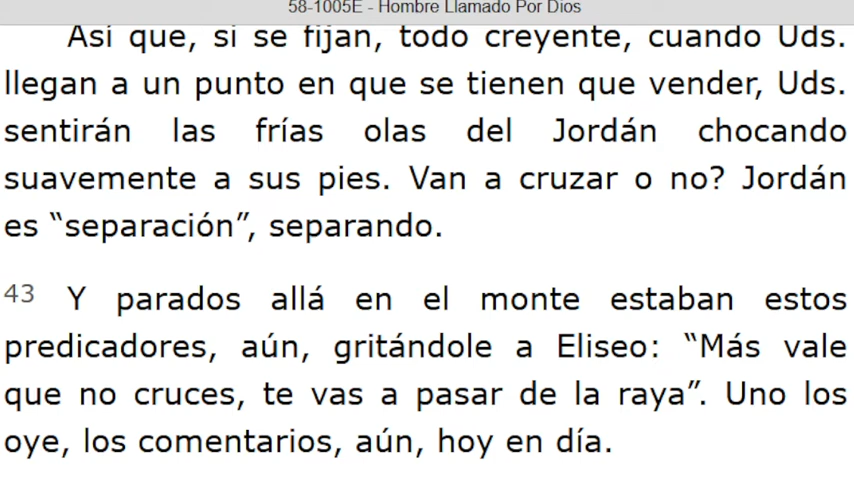 58-1005E - Hombre Llamado Por Dios
Así que, si se fijan, todo creyente, cuando Uds.
llegan a un punto en que se tienen que vender, Uds.
sentirán las frías olas del Jordán chocando
suavemente a sus pies. Van a cruzar o no? Jordán
es “separación”, separando.
43 Y parados allá en el monte estaban estos
predicadores, aún, gritándole a Eliseo: “Más vale
que no cruces, te vas a pasar de la raya”. Uno los
oye, los comentarios, aún, hoy en día.